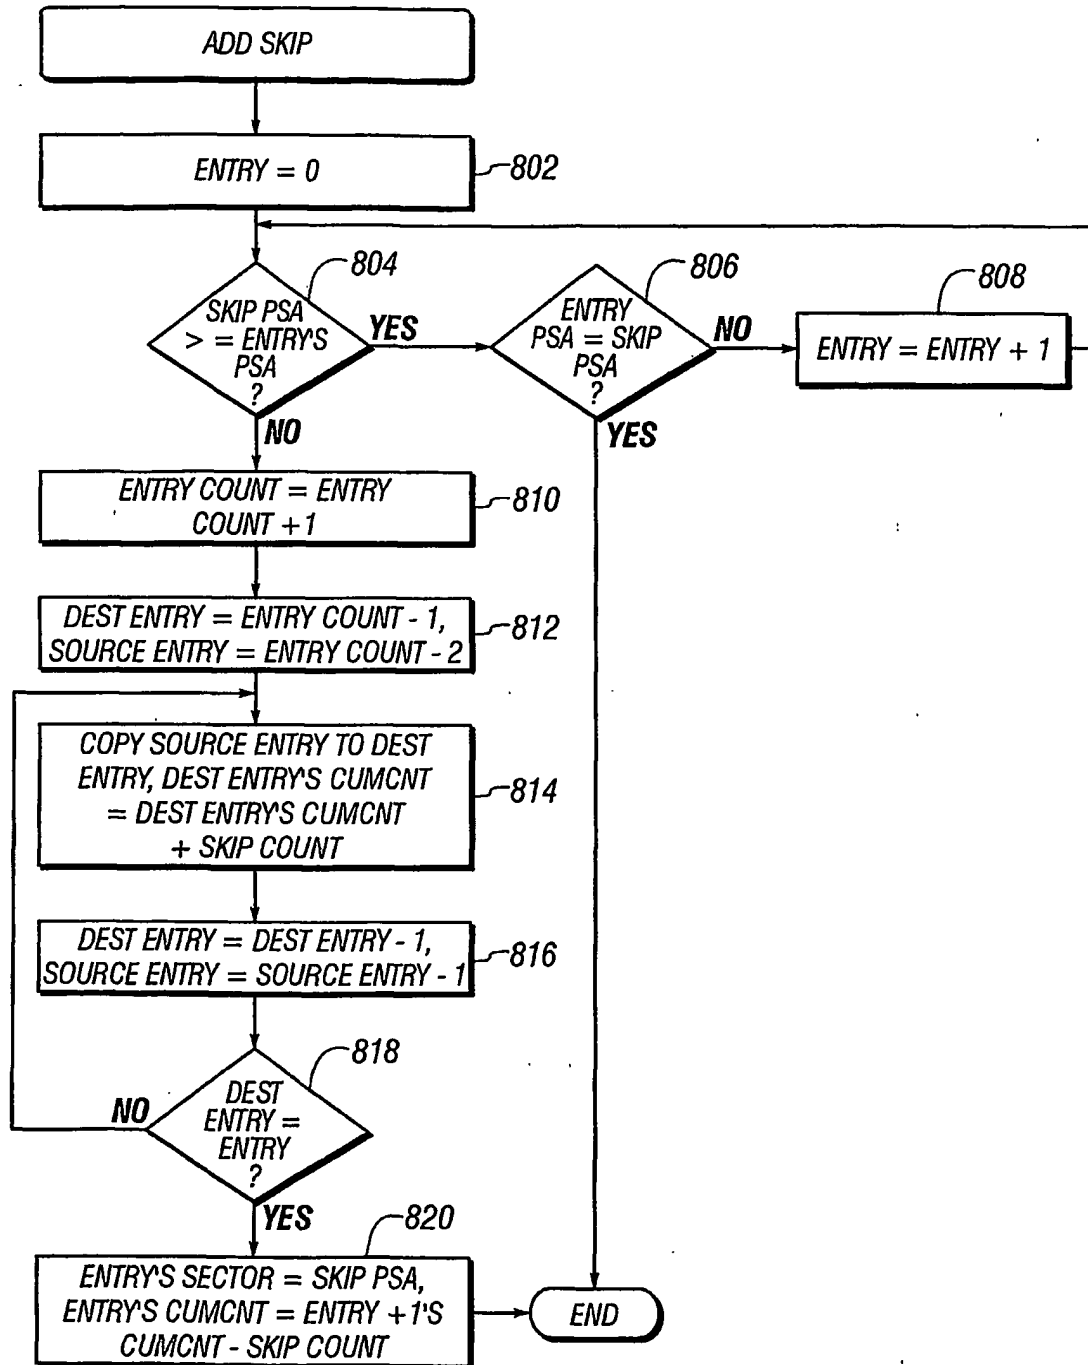 ADD SKIP
ENTRY = 0
802
804
SKIP PSA
> = ENTRY'S
PSA
?
YES
NO
806
ENTRY
PSA = SKIP
PSA
?
NO
YES
808
ENTRY = ENTRY + 1
ENTRY COUNT = ENTRY
COUNT +1
810
DEST ENTRY = ENTRY COUNT - 1,
SOURCE ENTRY = ENTRY COUNT - 2
812
COPY SOURCE ENTRY TO DEST
ENTRY, DEST ENTRY'S CUMCNT
= DEST ENTRY'S CUMCNT
+ SKIP COUNT
814
DEST ENTRY = DEST ENTRY - 1,
SOURCE ENTRY = SOURCE ENTRY - 1
816
818
DEST
ENTRY =
ENTRY
?
NO
YES
820
ENTRY'S SECTOR = SKIP PSA,
ENTRY'S CUMCNT = ENTRY +1'S
CUMCNT - SKIP COUNT
END